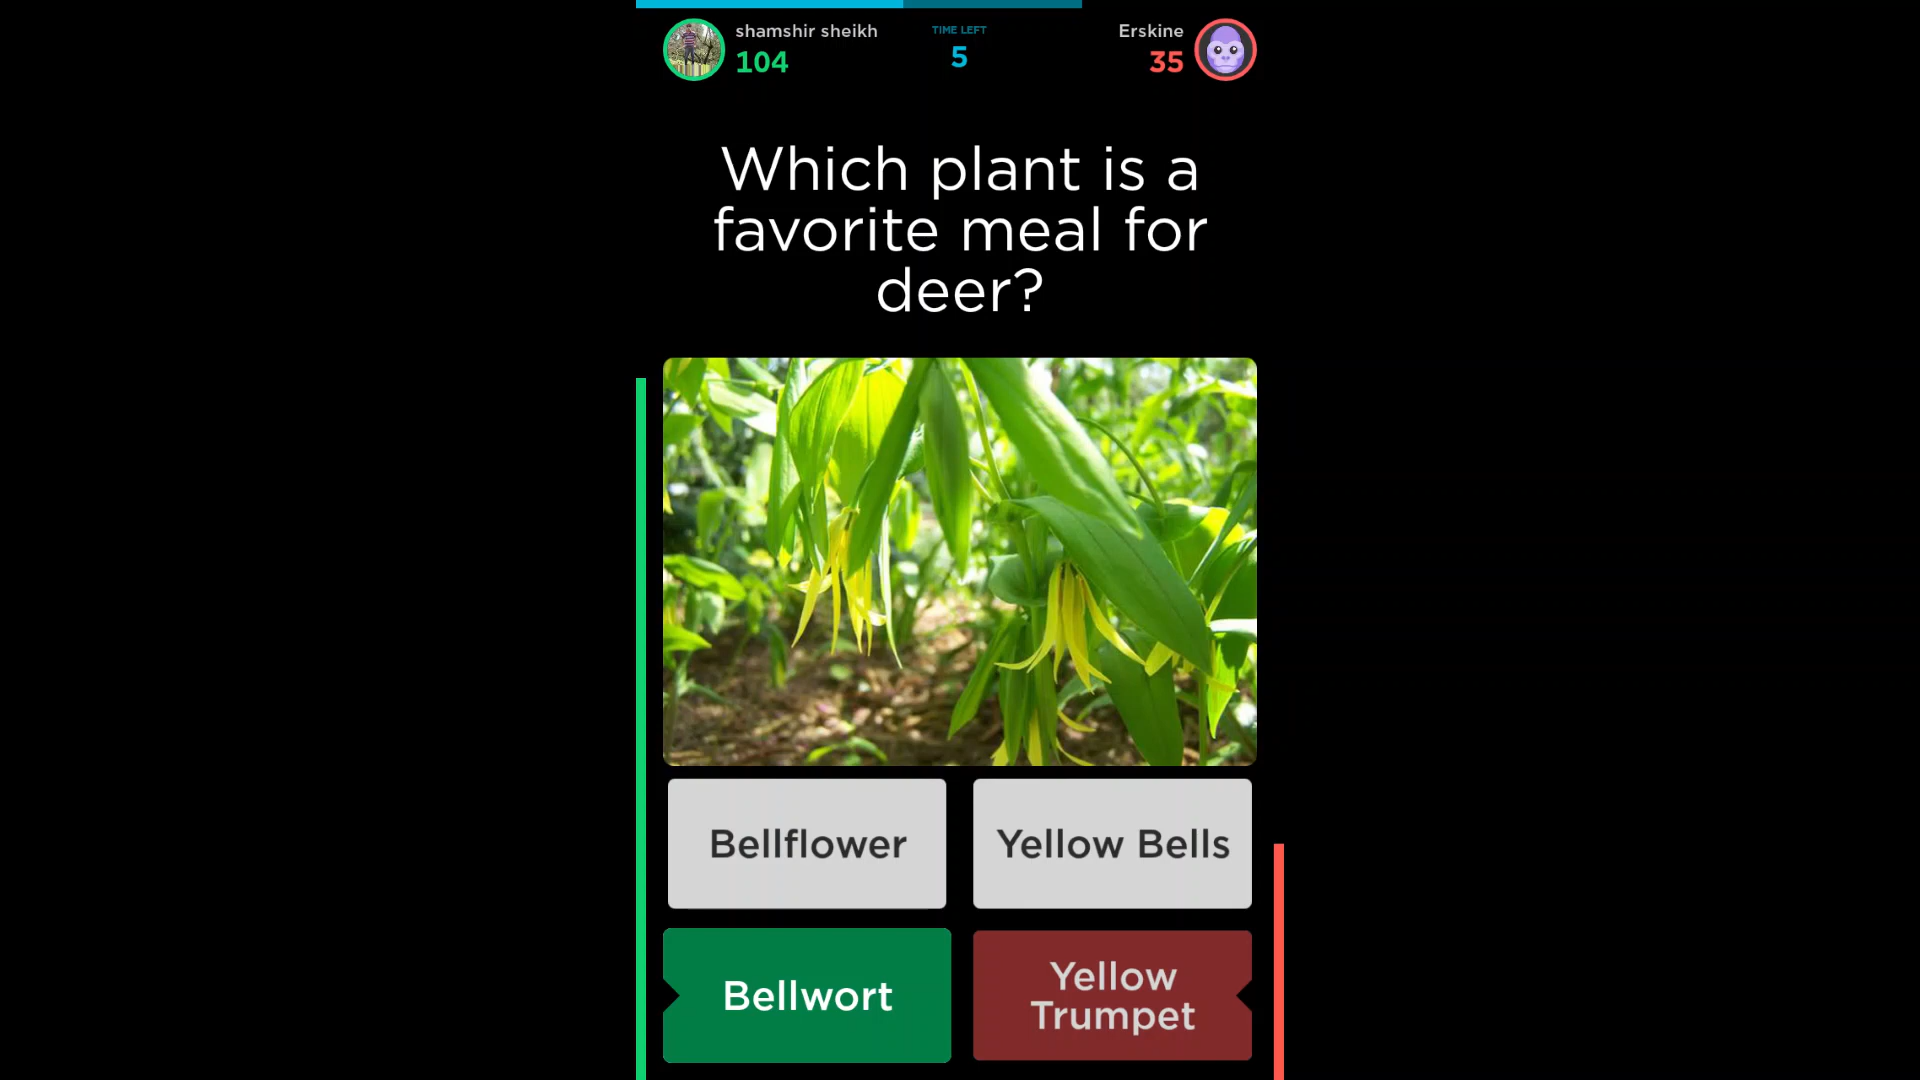 shamshir sheikh
104
TIME LEFT
5
Erskine
35
Which plant is a
favorite meal for
deer?
Bellflower
Yellow Bells
Bellwort
Yellow
Trumpet